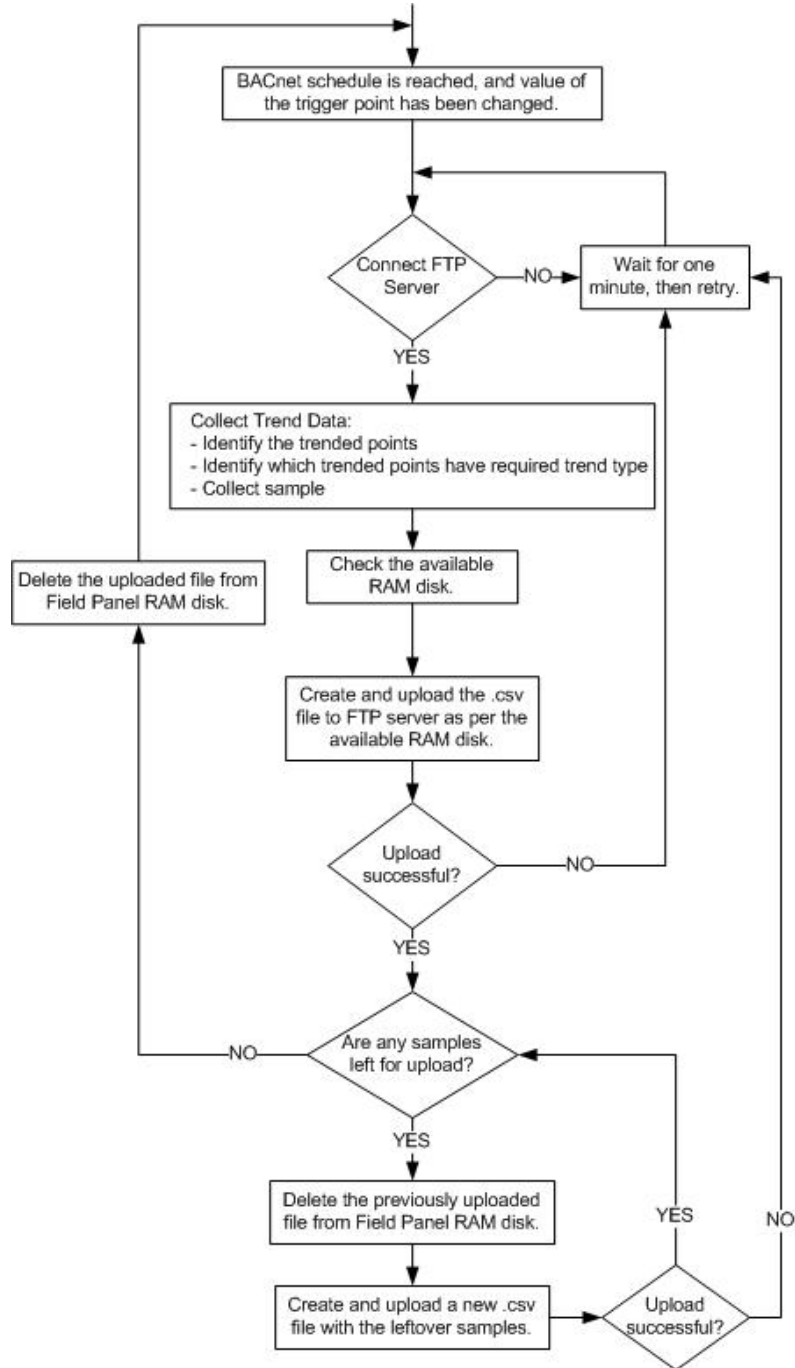 BACnet schedule is reached, and value of
the trigger point has been changed.
Connect FTP
Server
NO
Wait for one
minute, then retry.
YES
Collect Trend Data:
- Identify the trended points
- Identify which trended points have required trend type
- Collect sample
Check the available
RAM disk.
Delete the uploaded file from
Field Panel RAM disk.
Create and upload the .csv
file to FTP server as per the
available RAM disk.
Upload
successful?
NO
YES
Are any samples
left for upload?
NO
YES
Delete the previously uploaded
file from Field Panel RAM disk.
YES
NO
Create and upload a new .csv
file with the leftover samples.
Upload
successful?